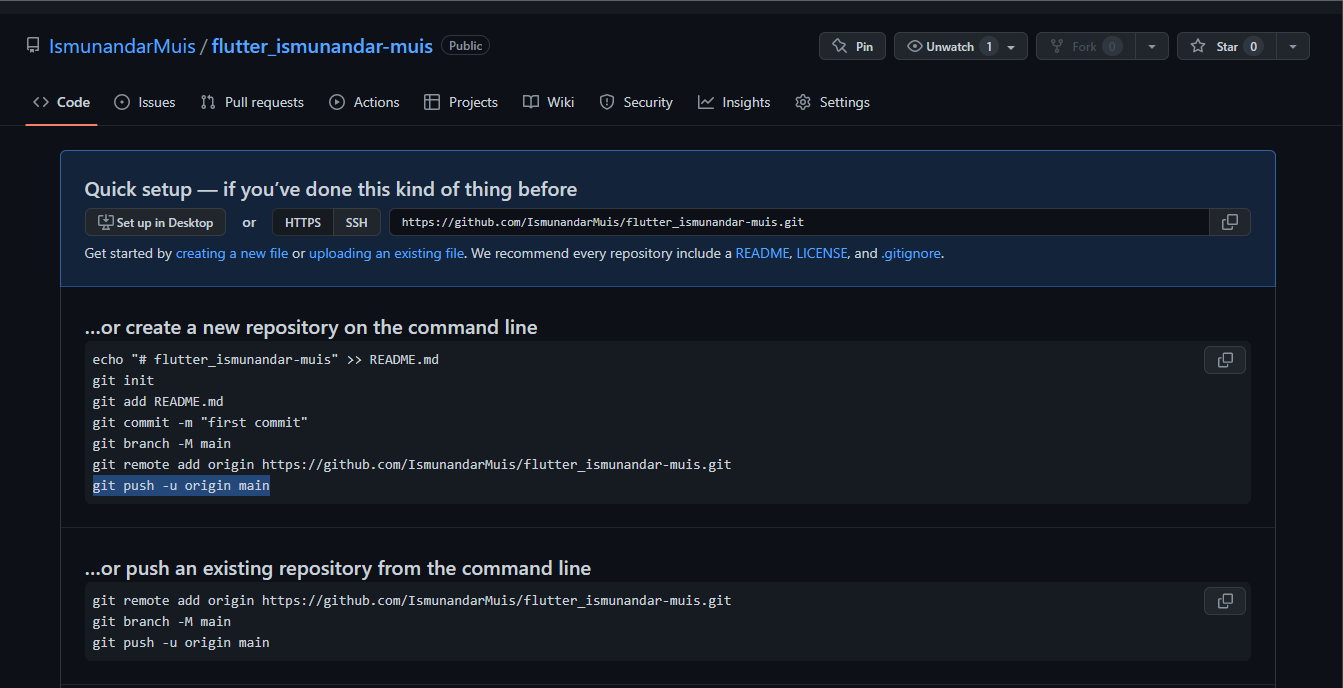 IsmunandarMuis / flutter_ismunandar-muis Public
Pin Unwatch 1 Fork 0 Star 0
Code Issues Pull requests Actions Projects Wiki Security Insights Settings
Quick setup — if you’ve done this kind of thing before
Set up in Desktop or HTTPS SSH https://github.com/IsmunandarMuis/flutter_ismunandar-muis.git
Get started by creating a new file or uploading an existing file. We recommend every repository include a README, LICENSE, and .gitignore.
…or create a new repository on the command line
echo "# flutter_ismunandar-muis" >> README.md
git init
git add README.md
git commit -m "first commit"
git branch -M main
git remote add origin https://github.com/IsmunandarMuis/flutter_ismunandar-muis.git
git push -u origin main
…or push an existing repository from the command line
git remote add origin https://github.com/IsmunandarMuis/flutter_ismunandar-muis.git
git branch -M main
git push -u origin main